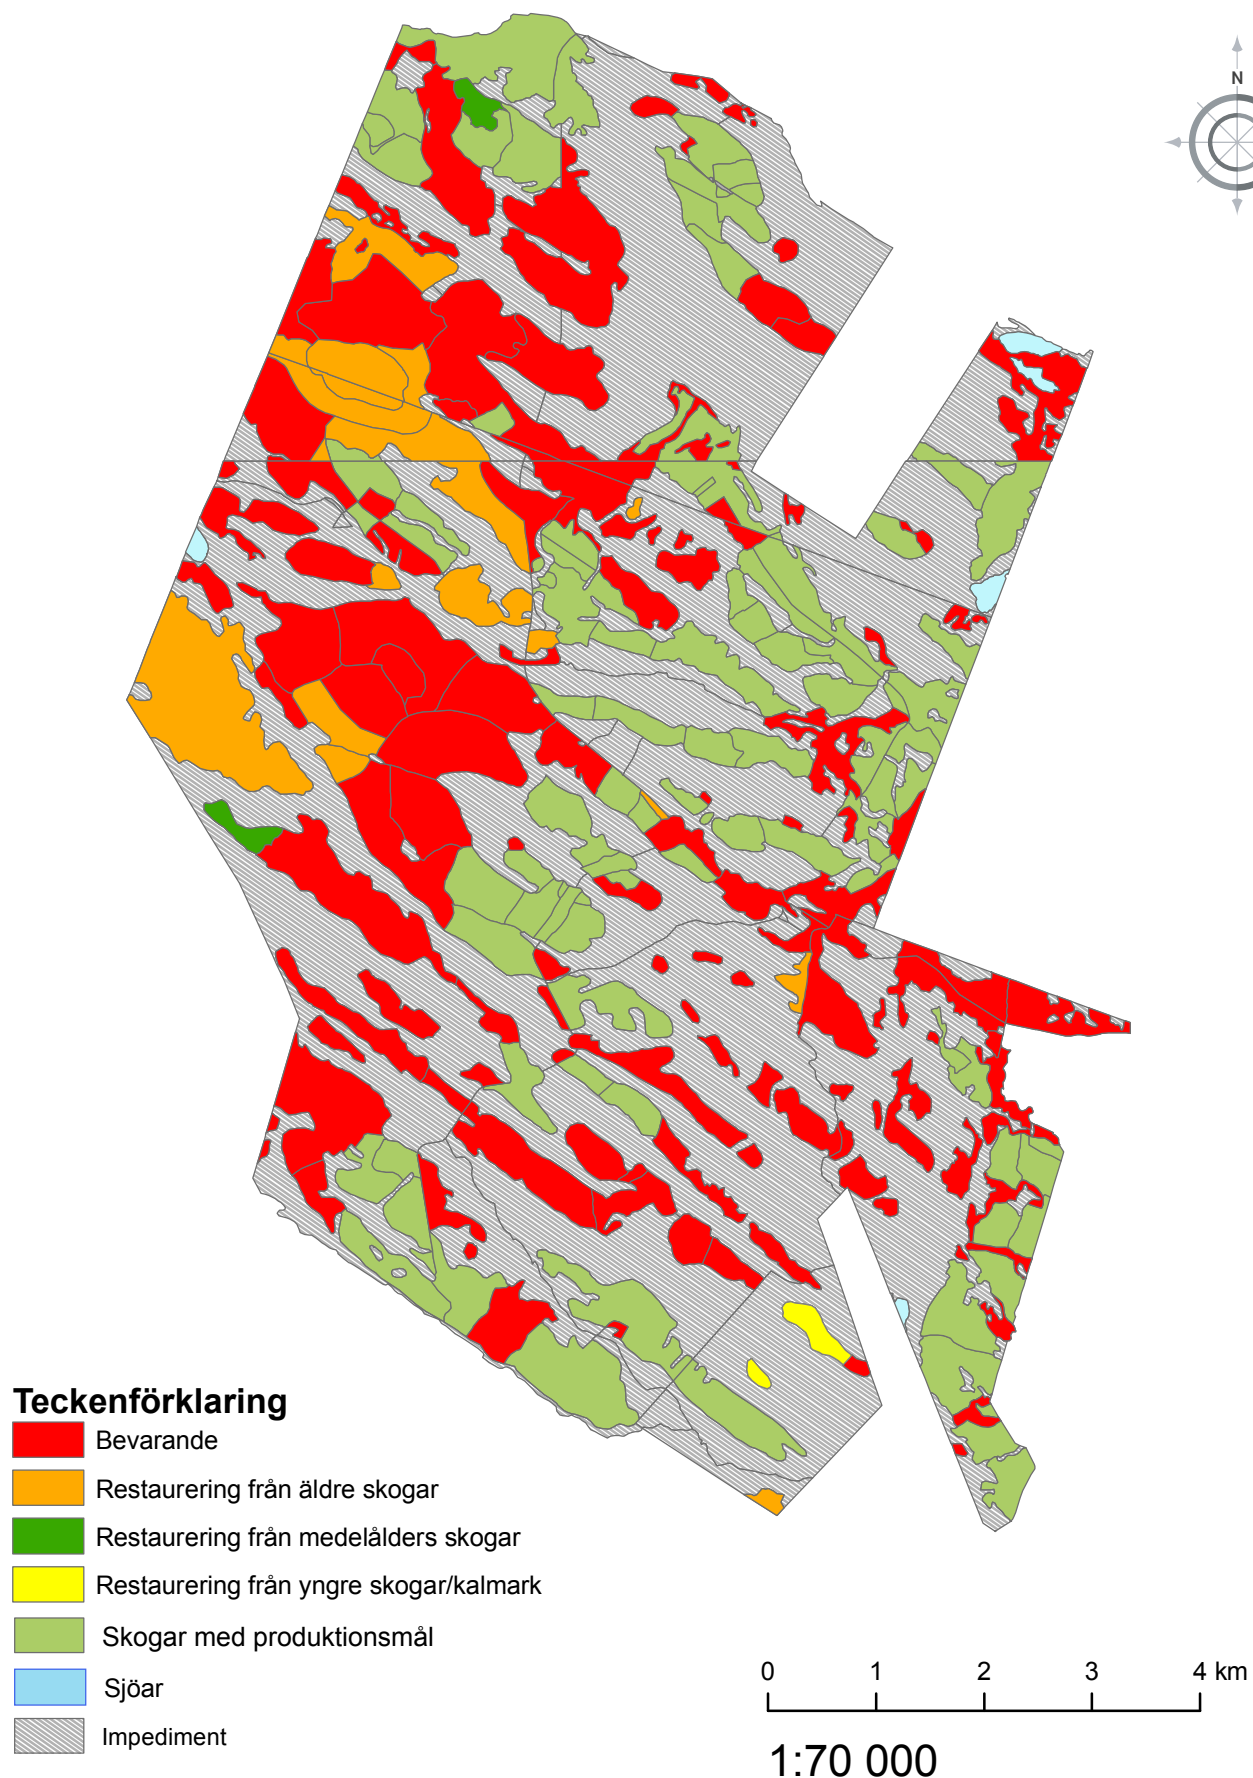 N
Teckenförklaring
Bevarande
Restaurering från äldre skogar
Restaurering från medelålders skogar
Restaurering från yngre skogar/kalmark
Skogar med produktionsmål
Sjöar
Impediment
0 1 2 3 4 km
1:70 000